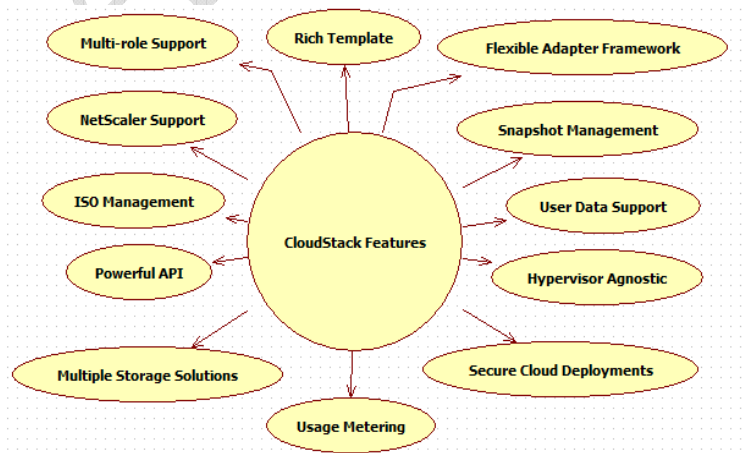 Rich Template
Multi-role Support
Flexible Adapter Framework
NetScaler Support
Snapshot Management
ISO Management
User Data Support
CloudStack Features
Powerful API
Hypervisor Agnostic
Multiple Storage Solutions
Secure Cloud Deployments
Usage Metering